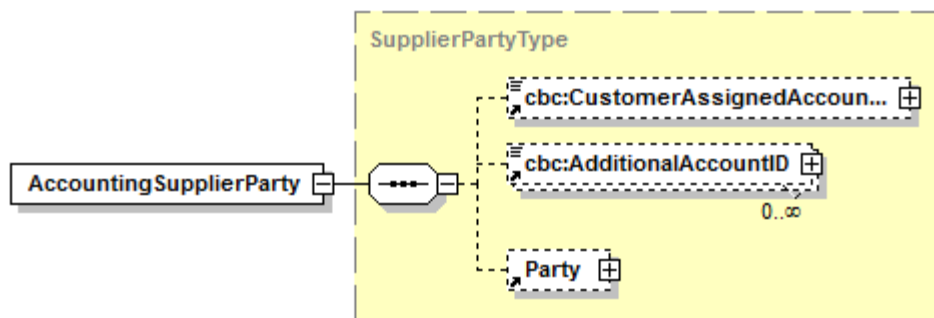 SupplierPartyType
cbc:CustomerAssignedAccoun...
AccountingSupplierParty
cbc:AdditionalAccountID
0..∞
Party